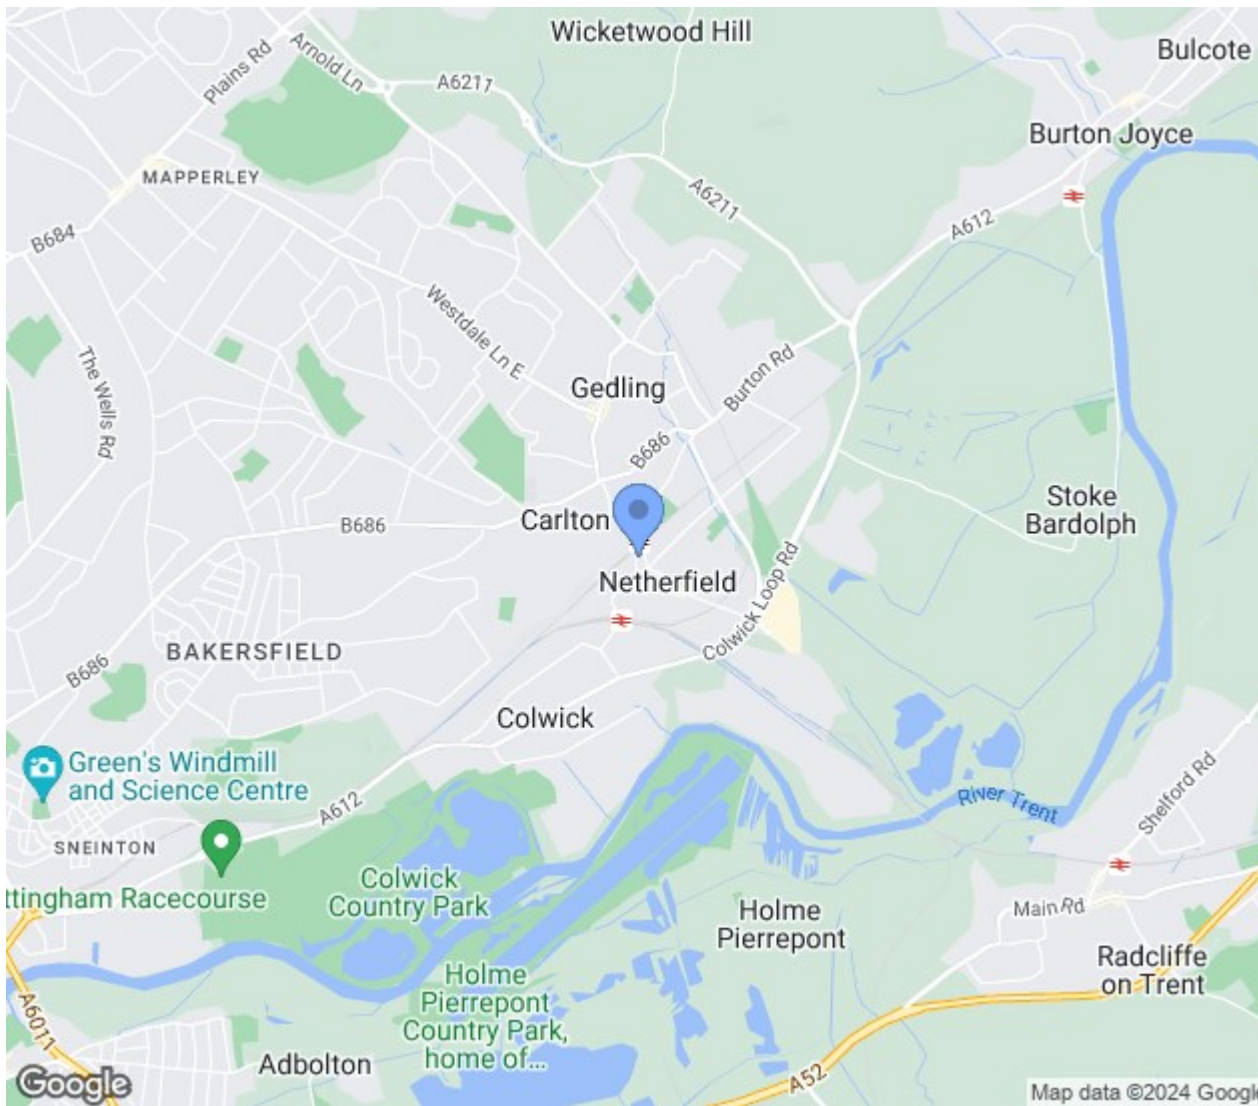 Wicketwood Hill
Bulcote
Plains Rd
Arnold Ln
A6211
Burton Joyce
MAPPERLEY
A6211
A612
B684
Westdale Ln E
The Wells Rd
Gedling
Burton Rd
B686
Stoke
Bardolph
Carlton
B686
Netherfield
Colwick Loop Rd
BAKERSFIELD
B686
Colwick
Green's Windmill
and Science Centre
A612
River Trent
Shelford Rd
SNEINTON
ttingham Racecourse
Colwick
Country Park
Holme
Pierrepont
Main Rd
Radcliffe
on Trent
Holme
Pierrepont
Country Park,
home of...
A6011
Adbolton
A52
Google
Map data ©2024 Google